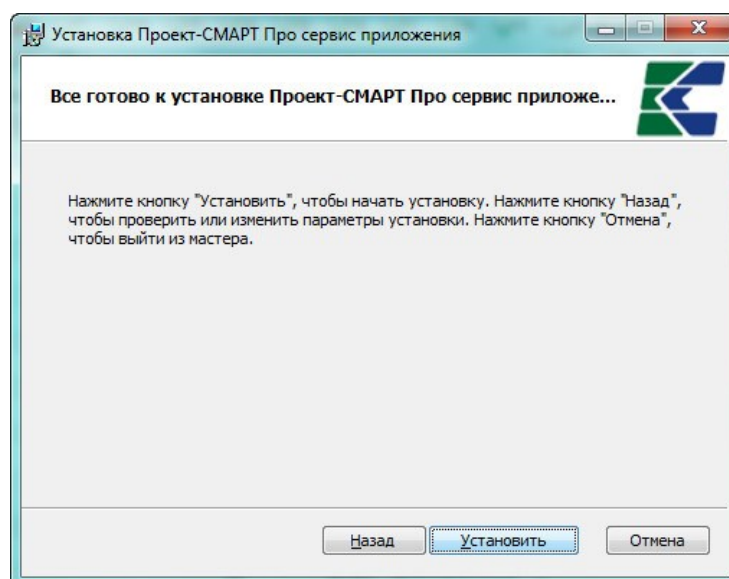 Установка Проект-СМАРТ Про сервис приложения
Все готово к установке Проект-СМАРТ Про сервис приложе...
Нажмите кнопку "Установить", чтобы начать установку. Нажмите кнопку "Назад",
чтобы проверить или изменить параметры установки. Нажмите кнопку "Отмена",
чтобы выйти из мастера.
Назад Установить Отмена